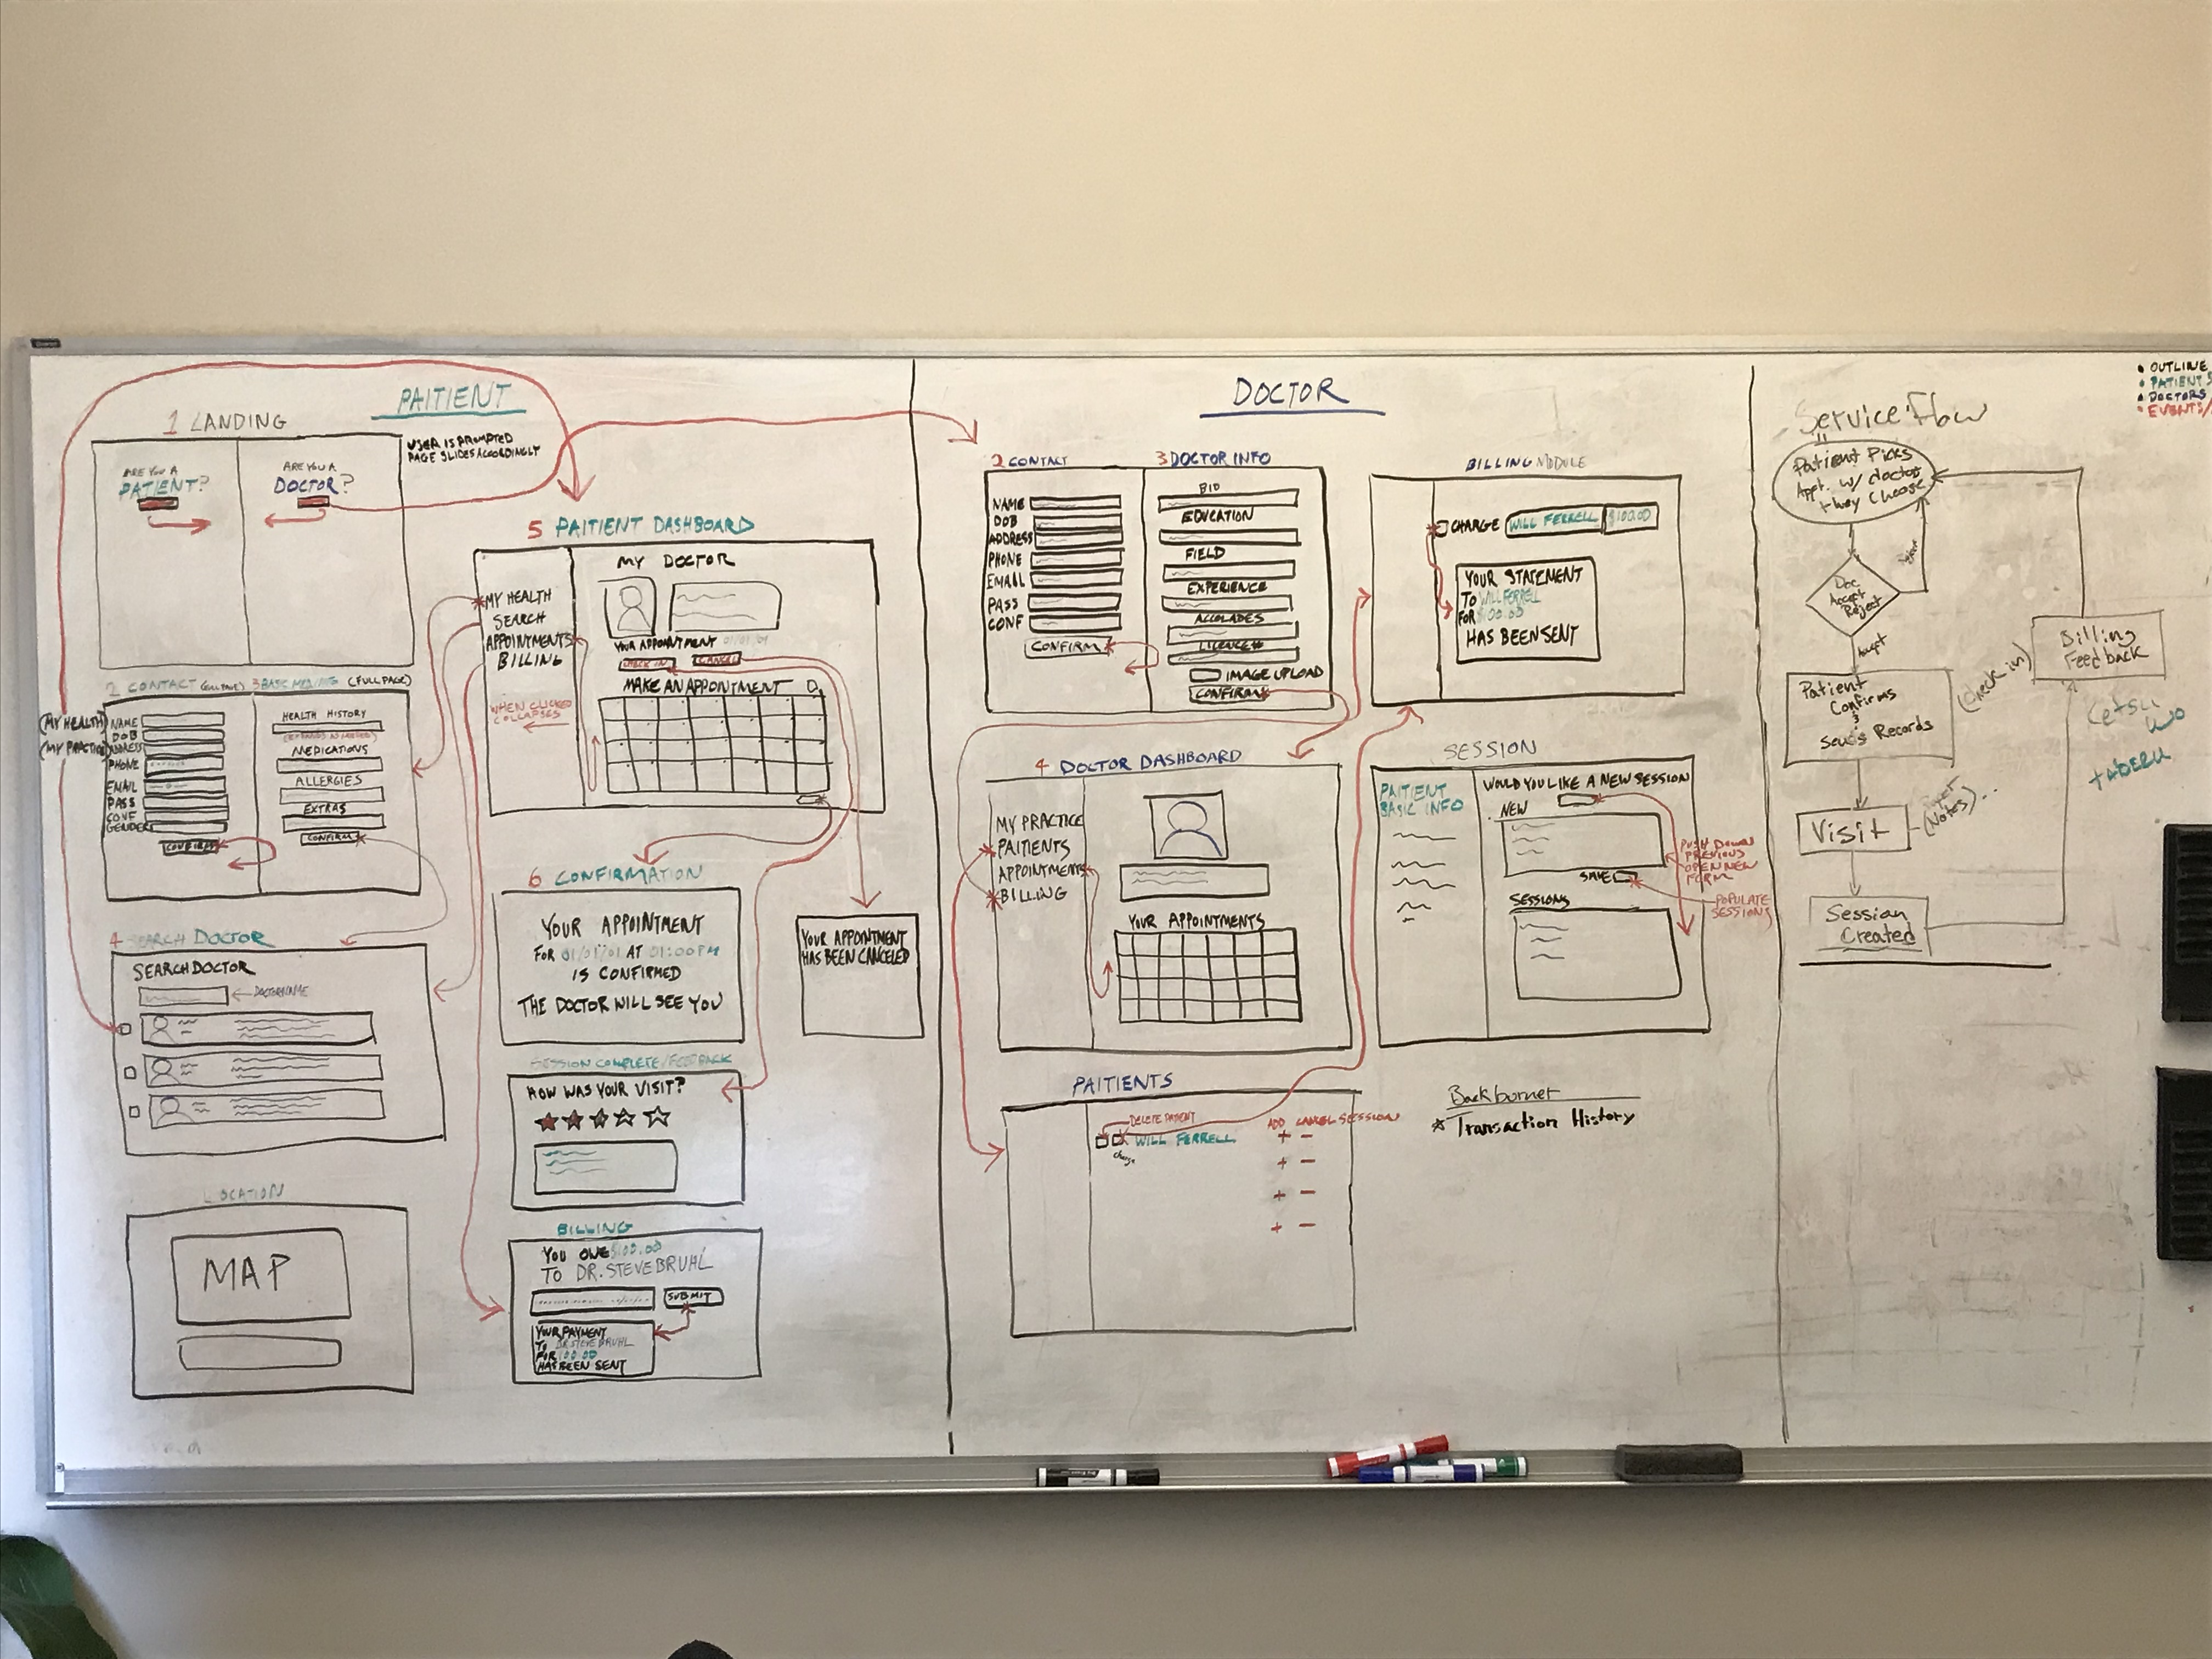 PAITIENT
1 LANDING
USER IS PROMPTED
PAGE SLIDES ACCORDINGLY
ARE YOU A
PATIENT?
ARE YOU A
DOCTOR?
2 CONTACT (FULL PAGE)
3 BASIC (FULL PAGE)
(MY HEALTH)
(MY PRACTICE)
NAME
DOB
ADDRESS
PHONE
EMAIL
PASS
CONF
GENDER
CONFIRM
HEALTH HISTORY
MEDICATIONS
ALLERGIES
EXTRAS
CONFIRM
4 SEARCH DOCTOR
SEARCH DOCTOR
DOCTOR NAME
LOCATION
MAP
5 PAITIENT DASHBOARD
MY HEALTH
SEARCH
APPOINTMENTS
BILLING
WHEN CLICKED
COLLAPSES
MY DOCTOR
YOUR APPOINTMENT 01/01/01
CHECK IN
CANCEL
MAKE AN APPOINTMENT
6 CONFIRMATION
YOUR APPOINTMENT
FOR 01/01/01 AT 01:00PM
IS CONFIRMED
THE DOCTOR WILL SEE YOU
YOUR APPOINTMENT
HAS BEEN CANCELED
SESSION COMPLETE/FEEDBACK
HOW WAS YOUR VISIT?
BILLING
YOU ONE $100.00
TO DR. STEVE BRUHL
SUBMIT
YOUR PAYMENT
TO DR STEVE BRUHL
FOR 100.00
HAS BEEN SENT
DOCTOR
2 CONTACT
NAME
DOB
ADDRESS
PHONE
EMAIL
PASS
CONF
CONFIRM
3 DOCTOR INFO
BIO
EDUCATION
FIELD
EXPERIENCE
ACCOLADES
LICENCE#
IMAGE UPLOAD
CONFIRM
BILLING MODULE
CHARGE WILL FERRELL $100.00
YOUR STATEMENT
TO WILL FERRELL
FOR $100.00
HAS BEEN SENT
4 DOCTOR DASHBOARD
MY PRACTICE
PAITIENTS
APPOINTMENTS
BILLING
YOUR APPOINTMENTS
SESSION
PAITIENT
BASIC INFO
WOULD YOU LIKE A NEW SESSION
NEW
SAVE
SESSIONS
PUSH DOWN
PREVIOUS
OPEN NEW
FORM
POPULATE
SESSIONS
PAITIENTS
DELETE PATIENT
WILL FERRELL
charge
ADD CANCEL SESSION
+ -
+ -
+ -
+ -
Backburner
* Transaction History
Service Flow
Patient Picks
Appt. w/ doctor
they choose
Doc
Accept
Reject
Accept
Patient
Confirms
&
Records
(check in)
Visit
(Notes)...
Session
Created
Billing
Feedback
• OUTLINE
• PATIENTS
• DOCTORS
• EVENTS/